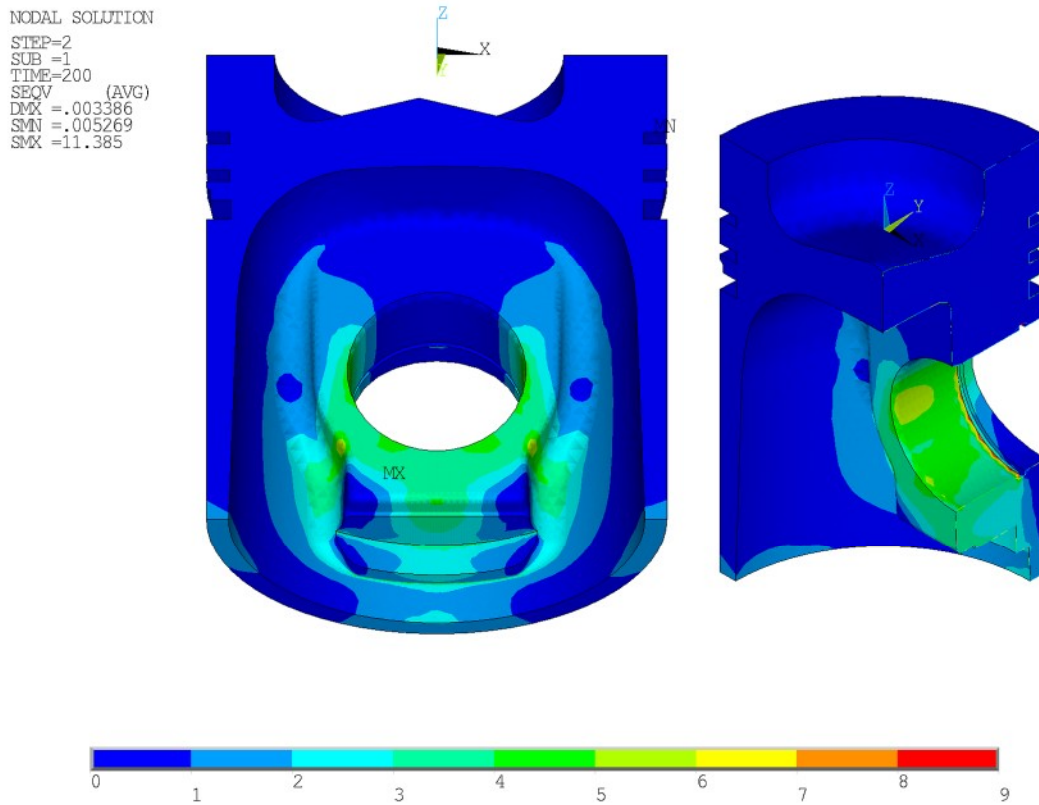 NODAL SOLUTION
STEP=2
SUB =1
TIME=200
SEQV (AVG)
DMX =.003386
SMN =.005269
SMX =11.385
Z
X
N
Z
Y
MX
0
1
2
3
4
5
6
7
8
9